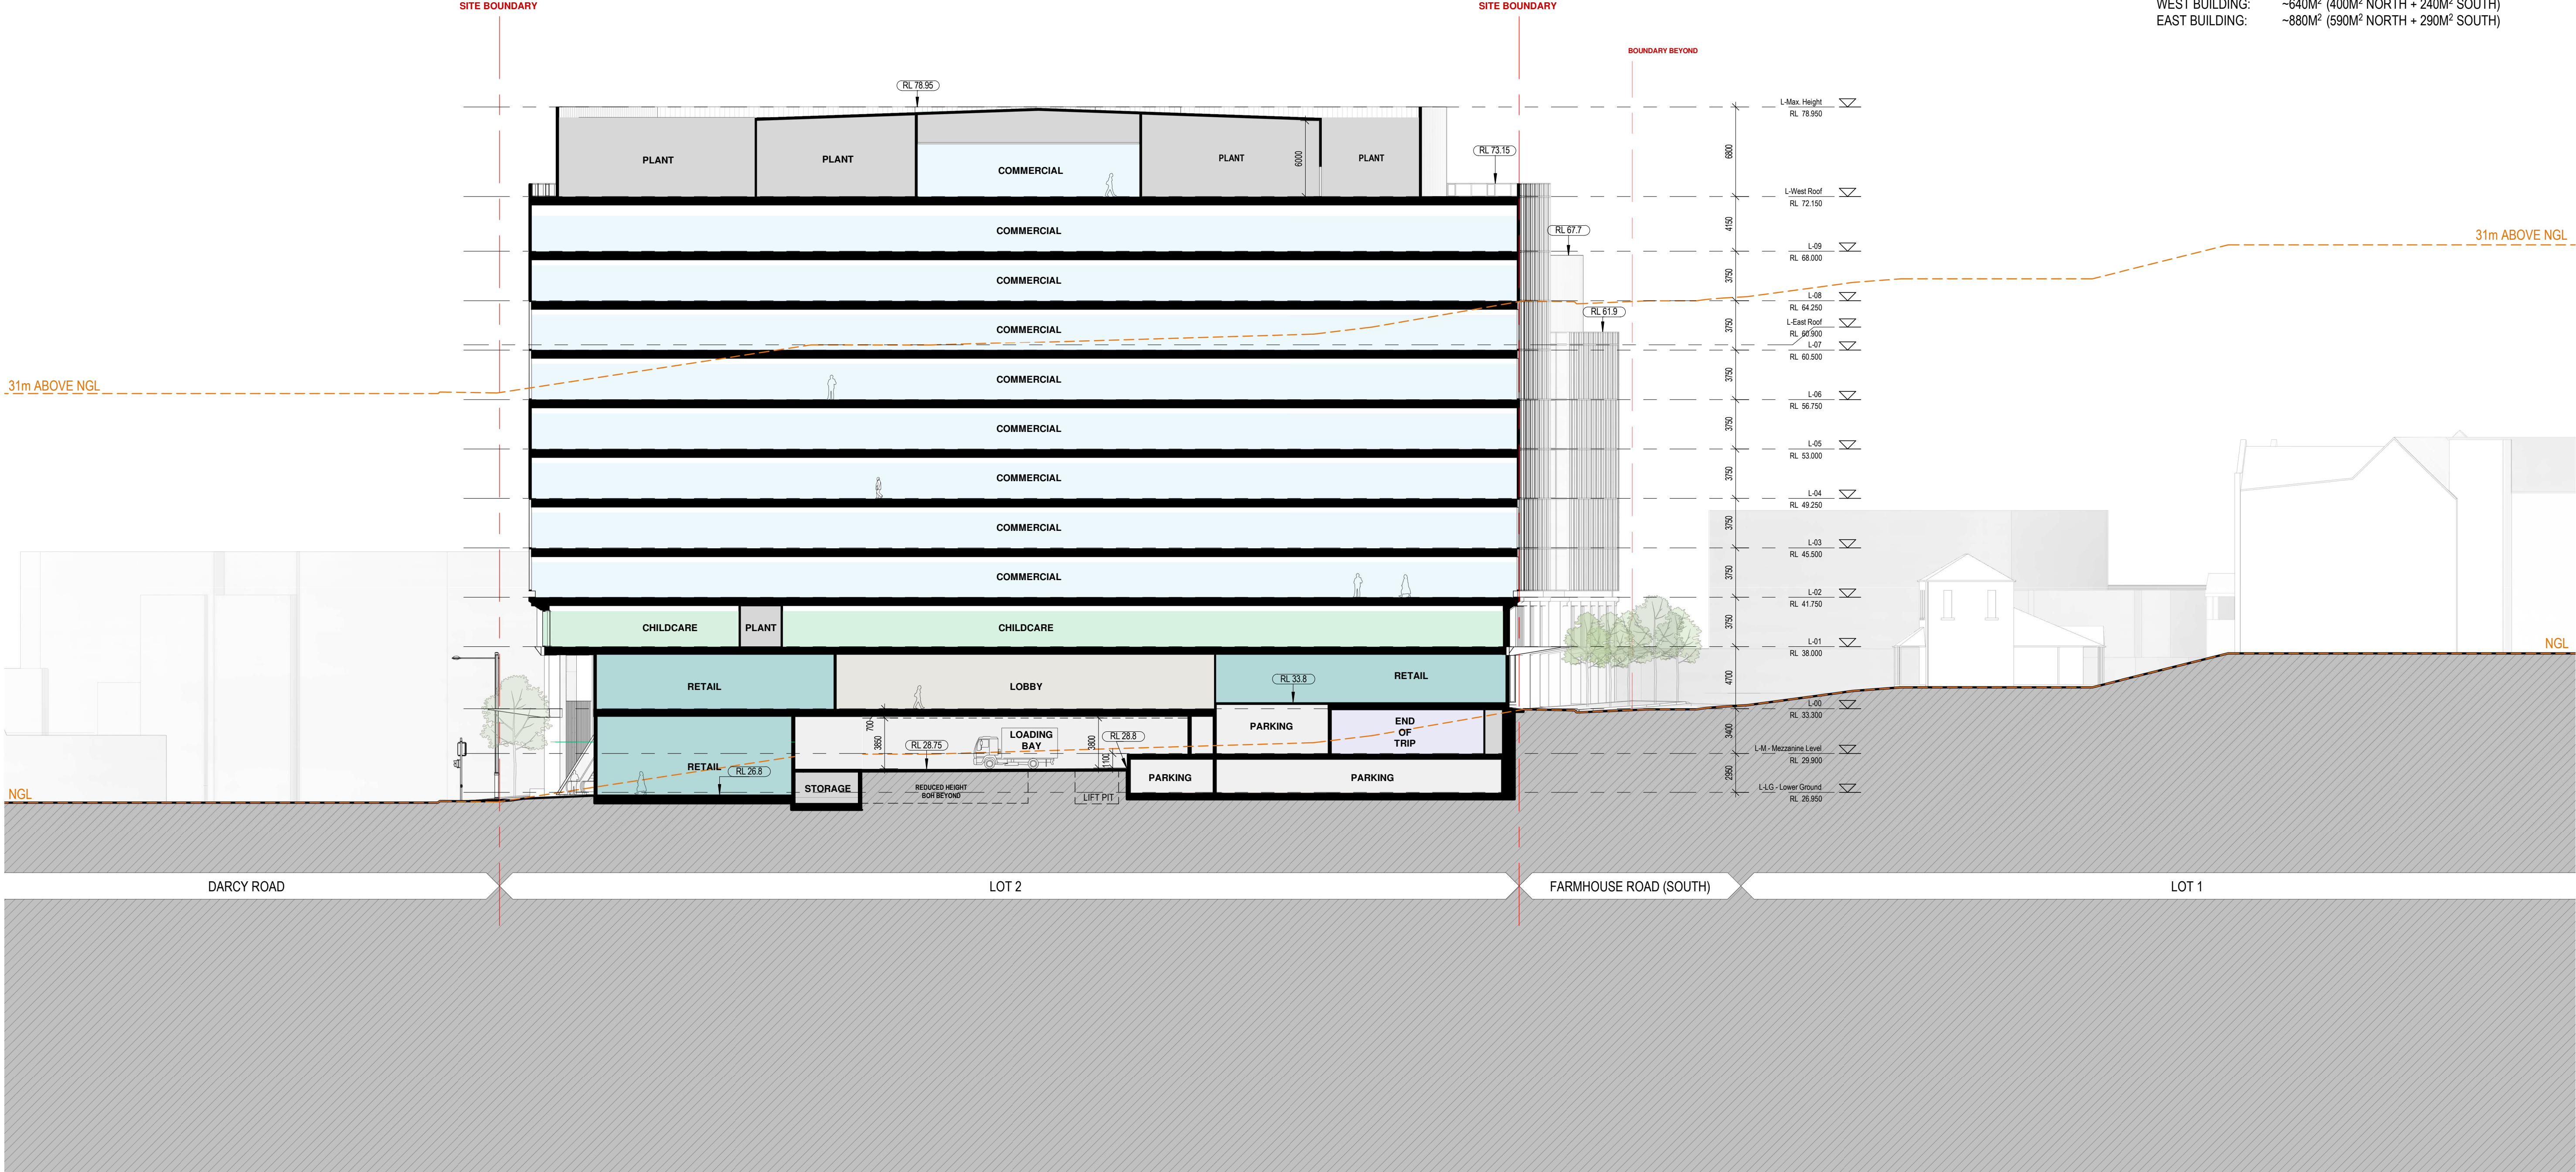 SITE BOUNDARY
SITE BOUNDARY
WEST BUILDING: ~640M² (400M² NORTH + 240M² SOUTH)
EAST BUILDING: ~880M² (590M² NORTH + 290M² SOUTH)
BOUNDARY BEYOND
RL 78.95
L-Max. Height
RL 78.950
PLANT
PLANT
COMMERCIAL
PLANT
PLANT
6000
6800
RL 73.15
L-West Roof
RL 72.150
COMMERCIAL
4150
RL 67.7
31m ABOVE NGL
L-09
RL 68.000
COMMERCIAL
3750
L-08
RL 64.250
RL 61.9
COMMERCIAL
3750
L-East Roof
RL 60.900
L-07
RL 60.500
31m ABOVE NGL
COMMERCIAL
3750
L-06
RL 56.750
COMMERCIAL
3750
L-05
RL 53.000
COMMERCIAL
3750
L-04
RL 49.250
COMMERCIAL
3750
L-03
RL 45.500
COMMERCIAL
3750
L-02
RL 41.750
CHILDCARE
PLANT
CHILDCARE
3750
L-01
RL 38.000
NGL
RETAIL
LOBBY
RL 33.8
RETAIL
4700
L-00
RL 33.300
700
3850
LOADING
BAY
3800
1100
RL 28.75
RL 28.8
PARKING
END
OF
TRIP
3400
L-M - Mezzanine Level
RL 29.900
RETAIL
RL 26.8
STORAGE
REDUCED HEIGHT
BOH BEYOND
LIFT PIT
PARKING
PARKING
2950
L-LG - Lower Ground
RL 26.950
NGL
DARCY ROAD
LOT 2
FARMHOUSE ROAD (SOUTH)
LOT 1